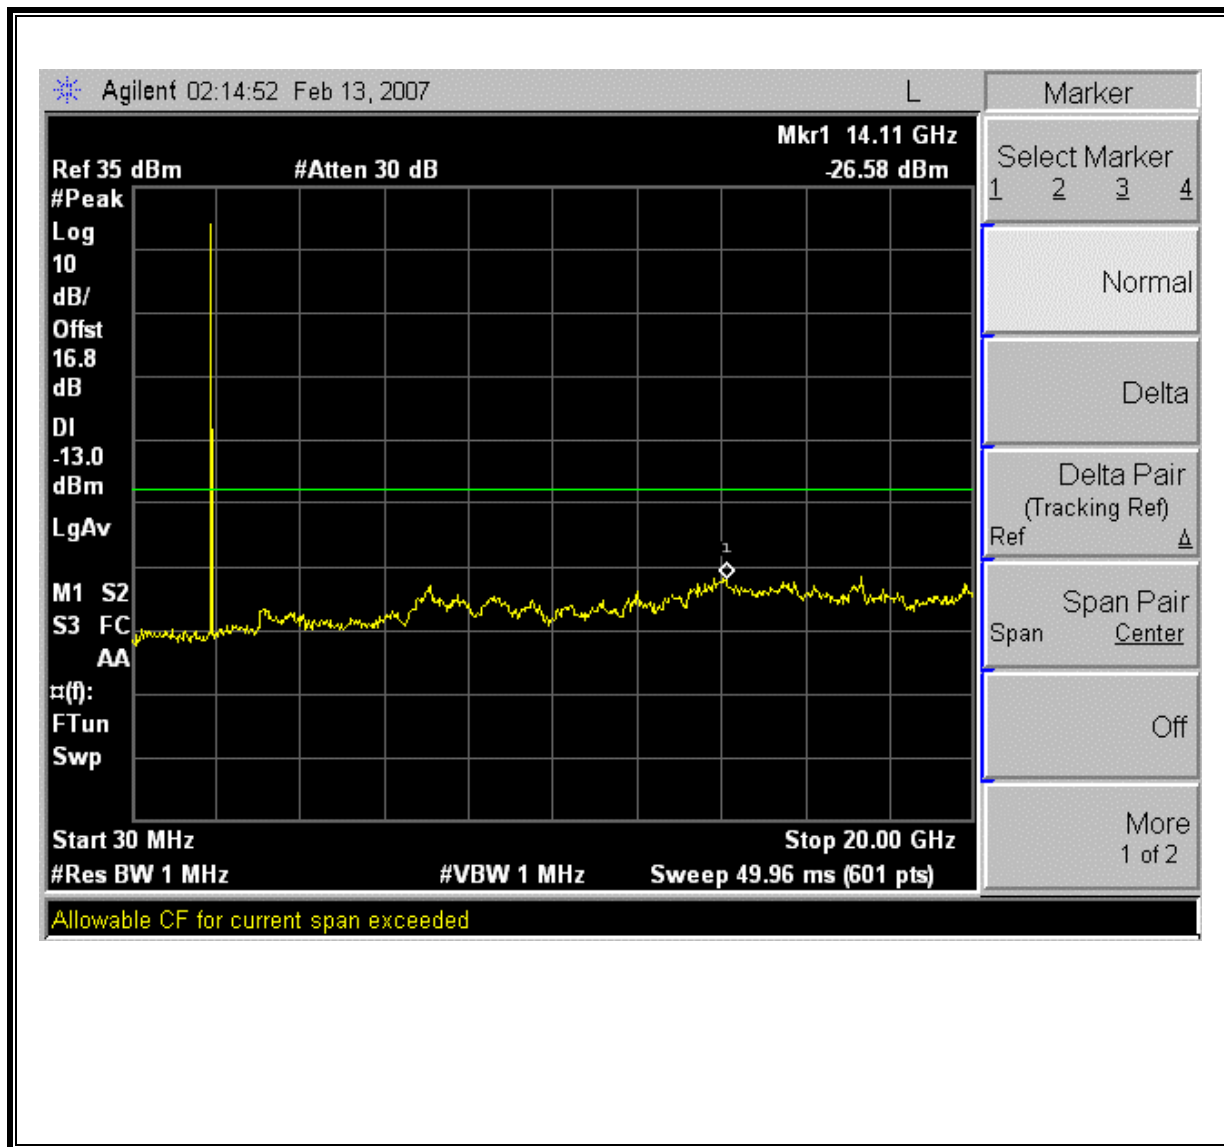 Agilent 02:14:52 Feb 13, 2007 L
Mkr1 14.11 GHz
Ref 35 dBm #Atten 30 dB -26.58 dBm
#Peak
Log
10
dB/
Offst
16.8
dB
DI
-13.0
dBm
LgAv
1
M1 S2
S3 FC
AA
¤(f):
FTun
Swp
Start 30 MHz Stop 20.00 GHz
#Res BW 1 MHz #VBW 1 MHz Sweep 49.96 ms (601 pts)
Allowable CF for current span exceeded
Marker
Select Marker
1 2 3 4
Normal
Delta
Delta Pair
(Tracking Ref)
Ref Δ
Span Pair
Span Center
Off
More
1 of 2